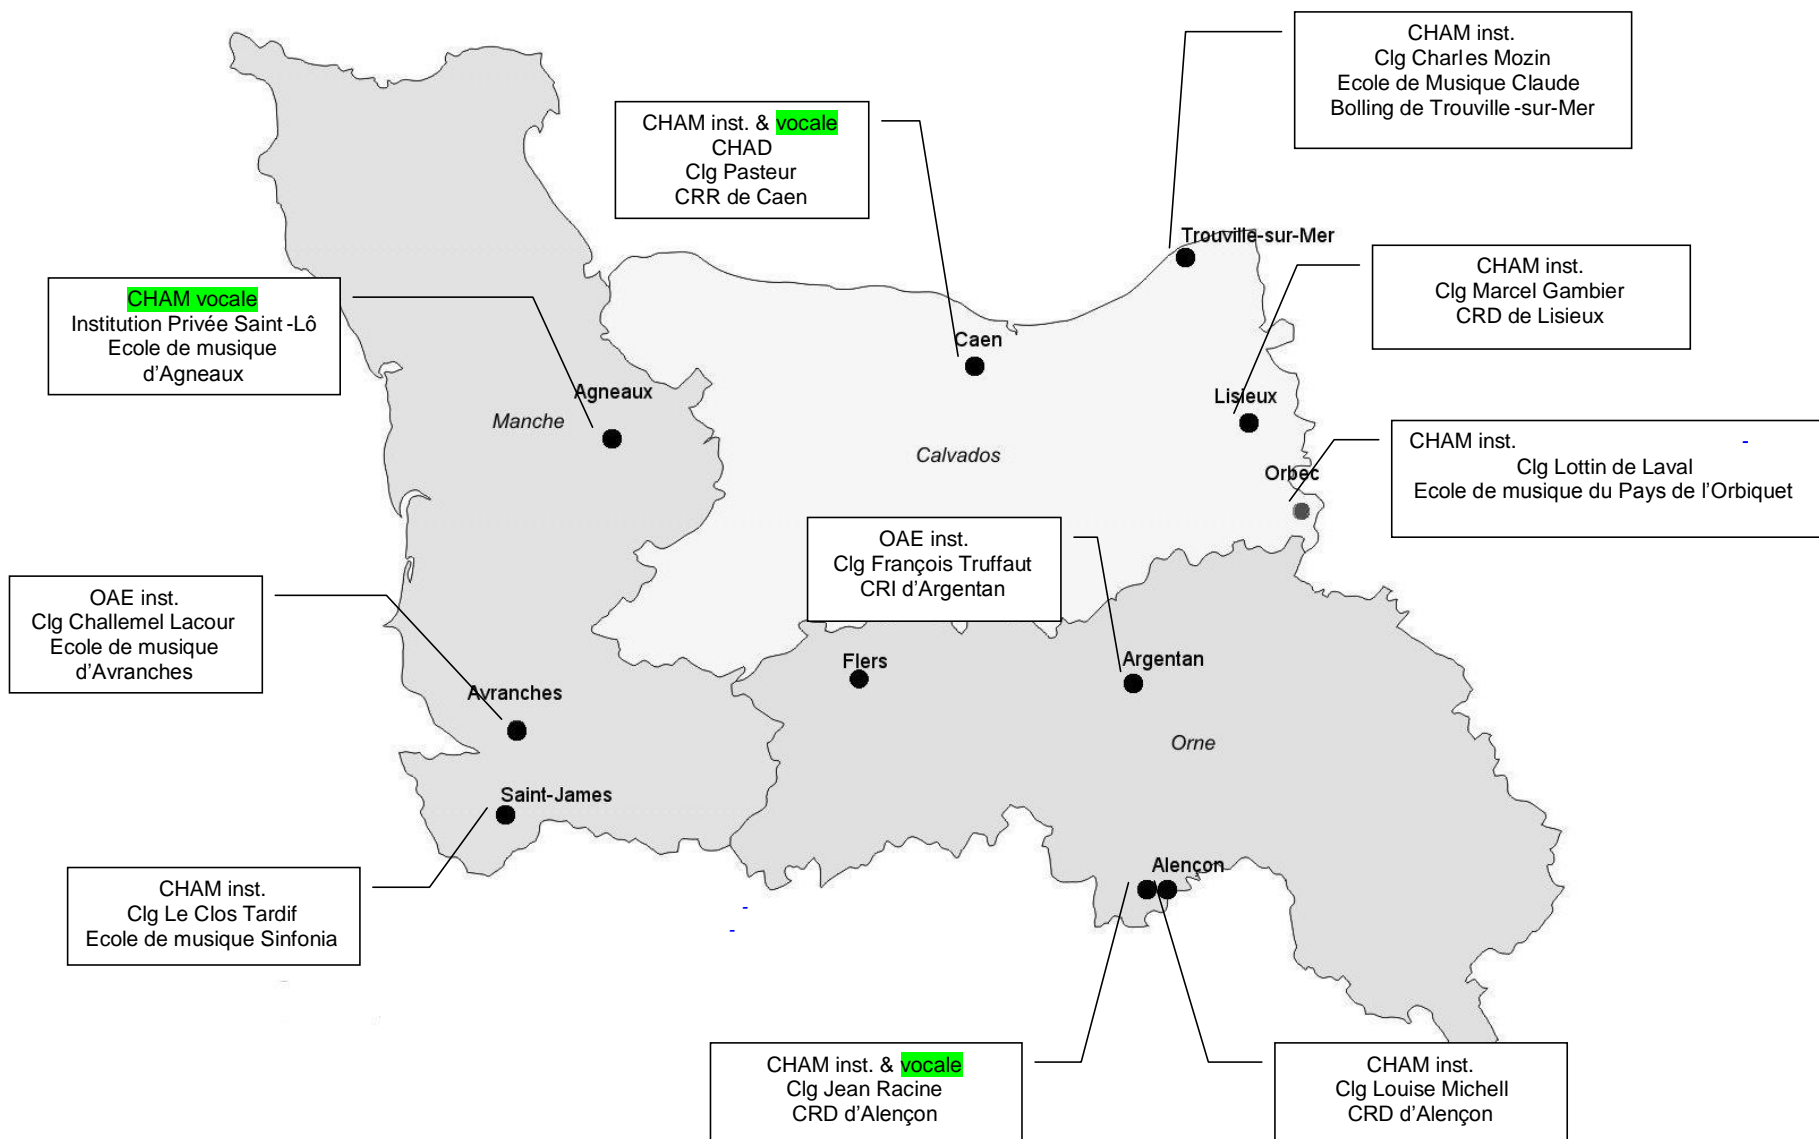 CHAM inst.
Clg Charles Mozin
Ecole de Musique Claude
Bolling de Trouville-sur-Mer
CHAM inst. & vocale
CHAD
Clg Pasteur
CRR de Caen
Trouville-sur-Mer
CHAM inst.
Clg Marcel Gambier
CRD de Lisieux
CHAM vocale
Institution Privée Saint-Lô
Ecole de musique
d'Agneaux
Caen
Agneaux
Manche
Lisieux
Calvados
CHAM inst. -
Clg Lottin de Laval
Ecole de musique du Pays de l'Orbiquet
Orbec
OAE inst.
Clg François Truffaut
CRI d'Argentan
OAE inst.
Clg Challemel Lacour
Ecole de musique
d'Avranches
Flers
Argentan
Avranches
Orne
Saint-James
CHAM inst.
Clg Le Clos Tardif
Ecole de musique Sinfonia
Alençon
-
-
CHAM inst. & vocale
Clg Jean Racine
CRD d'Alençon
CHAM inst.
Clg Louise Michell
CRD d'Alençon